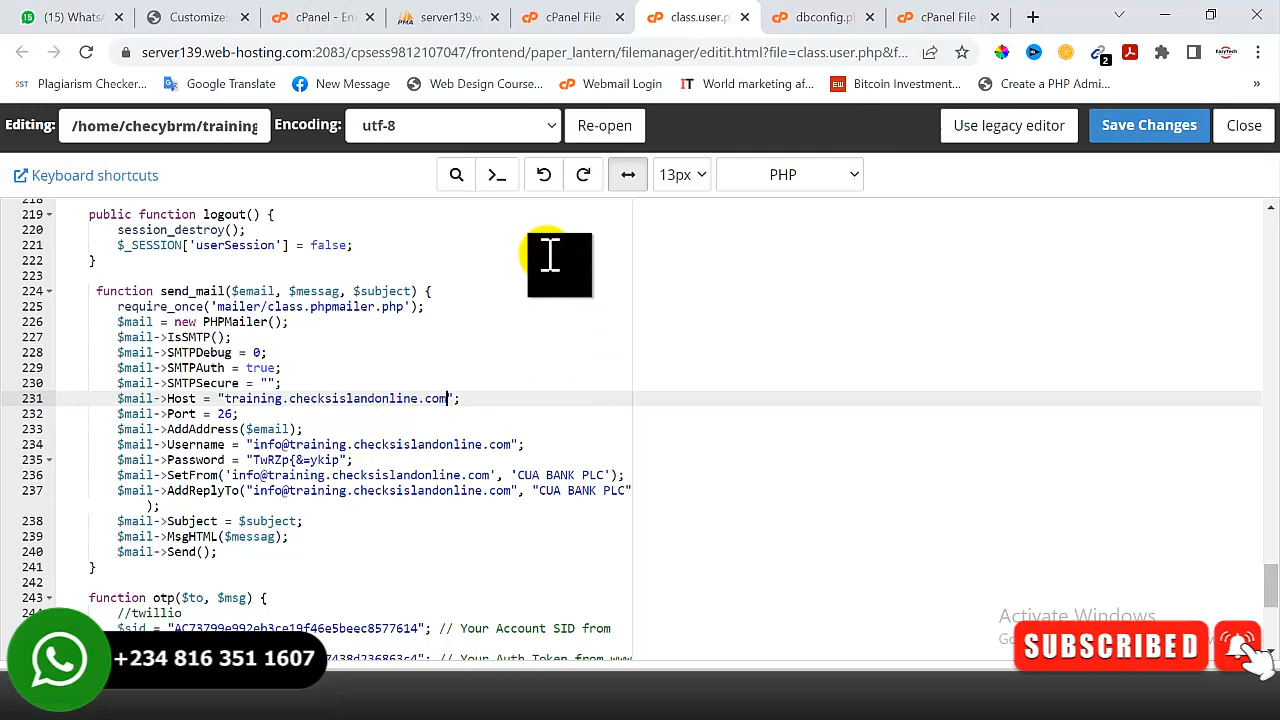 (15) WhatsA
Customize:
cPanel - Em
server139.w
cPanel File
class.user.p
dbconfig.p
cPanel File
server139.web-hosting.com:2083/cpsess9812107047/frontend/paper_lantern/filemanager/editit.html?file=class.user.php&f...
2
Plagiarism Checker...
Google Translate
New Message
Web Design Course...
Webmail Login
World marketing af...
Bitcoin Investment...
Create a PHP Admi...
»
Editing:
/home/checybrm/training
Encoding:
utf-8
Re-open
Use legacy editor
Save Changes
Close
Keyboard shortcuts
13px
PHP
218
219 public function logout() {
220 session_destroy();
221 $_SESSION['userSession'] = false;
222 }
223
224 function send_mail($email, $messag, $subject) {
225 require_once('mailer/class.phpmailer.php');
226 $mail = new PHPMailer();
227 $mail->IsSMTP();
228 $mail->SMTPDebug = 0;
229 $mail->SMTPAuth = true;
230 $mail->SMTPSecure = "";
231 $mail->Host = "training.checksislandonline.com";
232 $mail->Port = 26;
233 $mail->AddAddress($email);
234 $mail->Username = "info@training.checksislandonline.com";
235 $mail->Password = "TwRZp{&=ykip";
236 $mail->SetFrom('info@training.checksislandonline.com', 'CUA BANK PLC');
237 $mail->AddReplyTo("info@training.checksislandonline.com", "CUA BANK PLC"
);
238 $mail->Subject = $subject;
239 $mail->MsgHTML($messag);
240 $mail->Send();
241 }
242
243 function otp($to, $msg) {
//twillio
$sid = "AC73799e992eb3ce19f46e5beec8577614"; // Your Account SID from
// Your Auth Token from www
Activate Windows
SUBSCRIBED
+234 816 351 1607